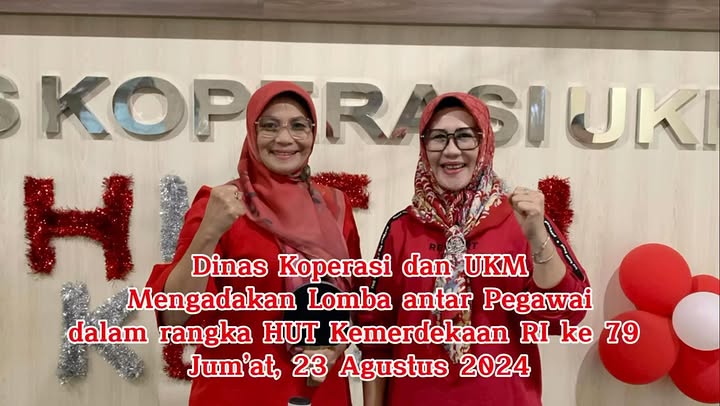 S KOPERASI UK
H
Dinas Koperasi dan UKM
Mengadakan Lomba antar Pegawai
dalam rangka HUT Kemerdekaan RI ke 79
Jum'at, 23 Agustus 2024